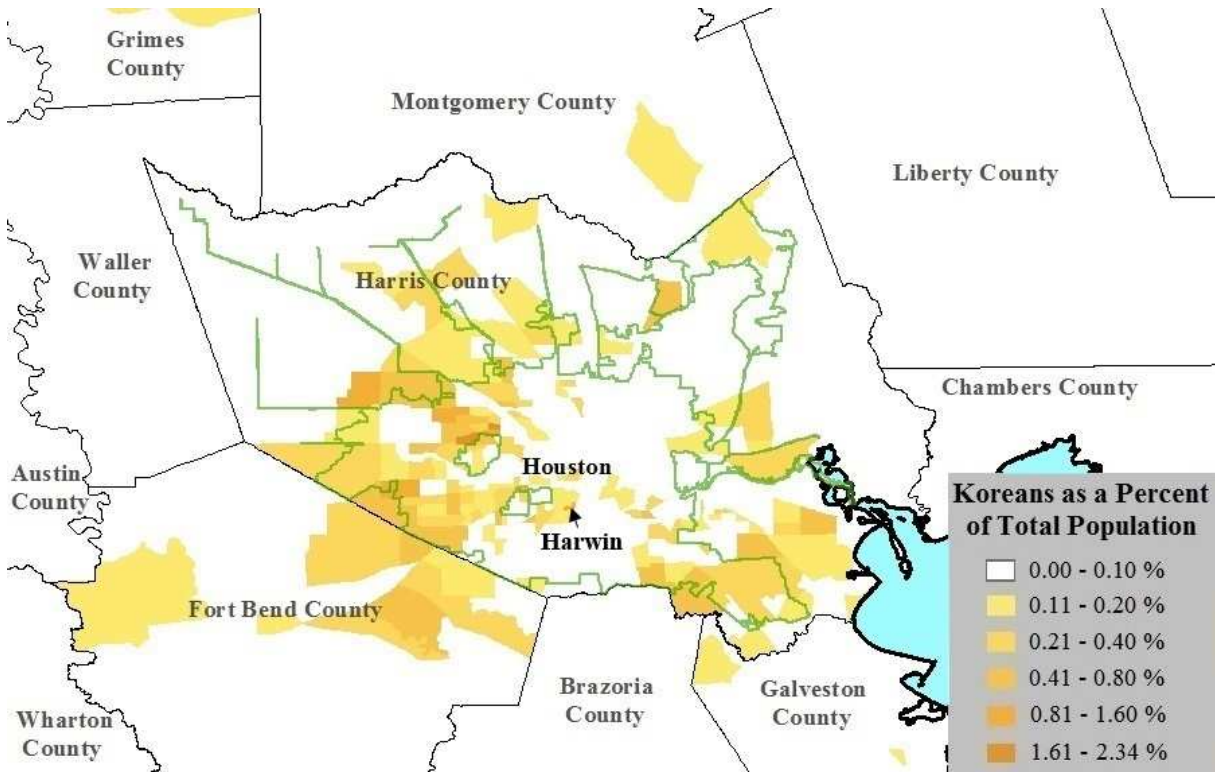 Grimes
County
Montgomery County
Liberty County
Waller
County
Harris County
Chambers County
Austin
County
Houston
Harwin
Fort Bend County
Brazoria
County
Galveston
County
Wharton
County
Koreans as a Percent
of Total Population
0.00 - 0.10 %
0.11 - 0.20 %
0.21 - 0.40 %
0.41 - 0.80 %
0.81 - 1.60 %
1.61 - 2.34 %